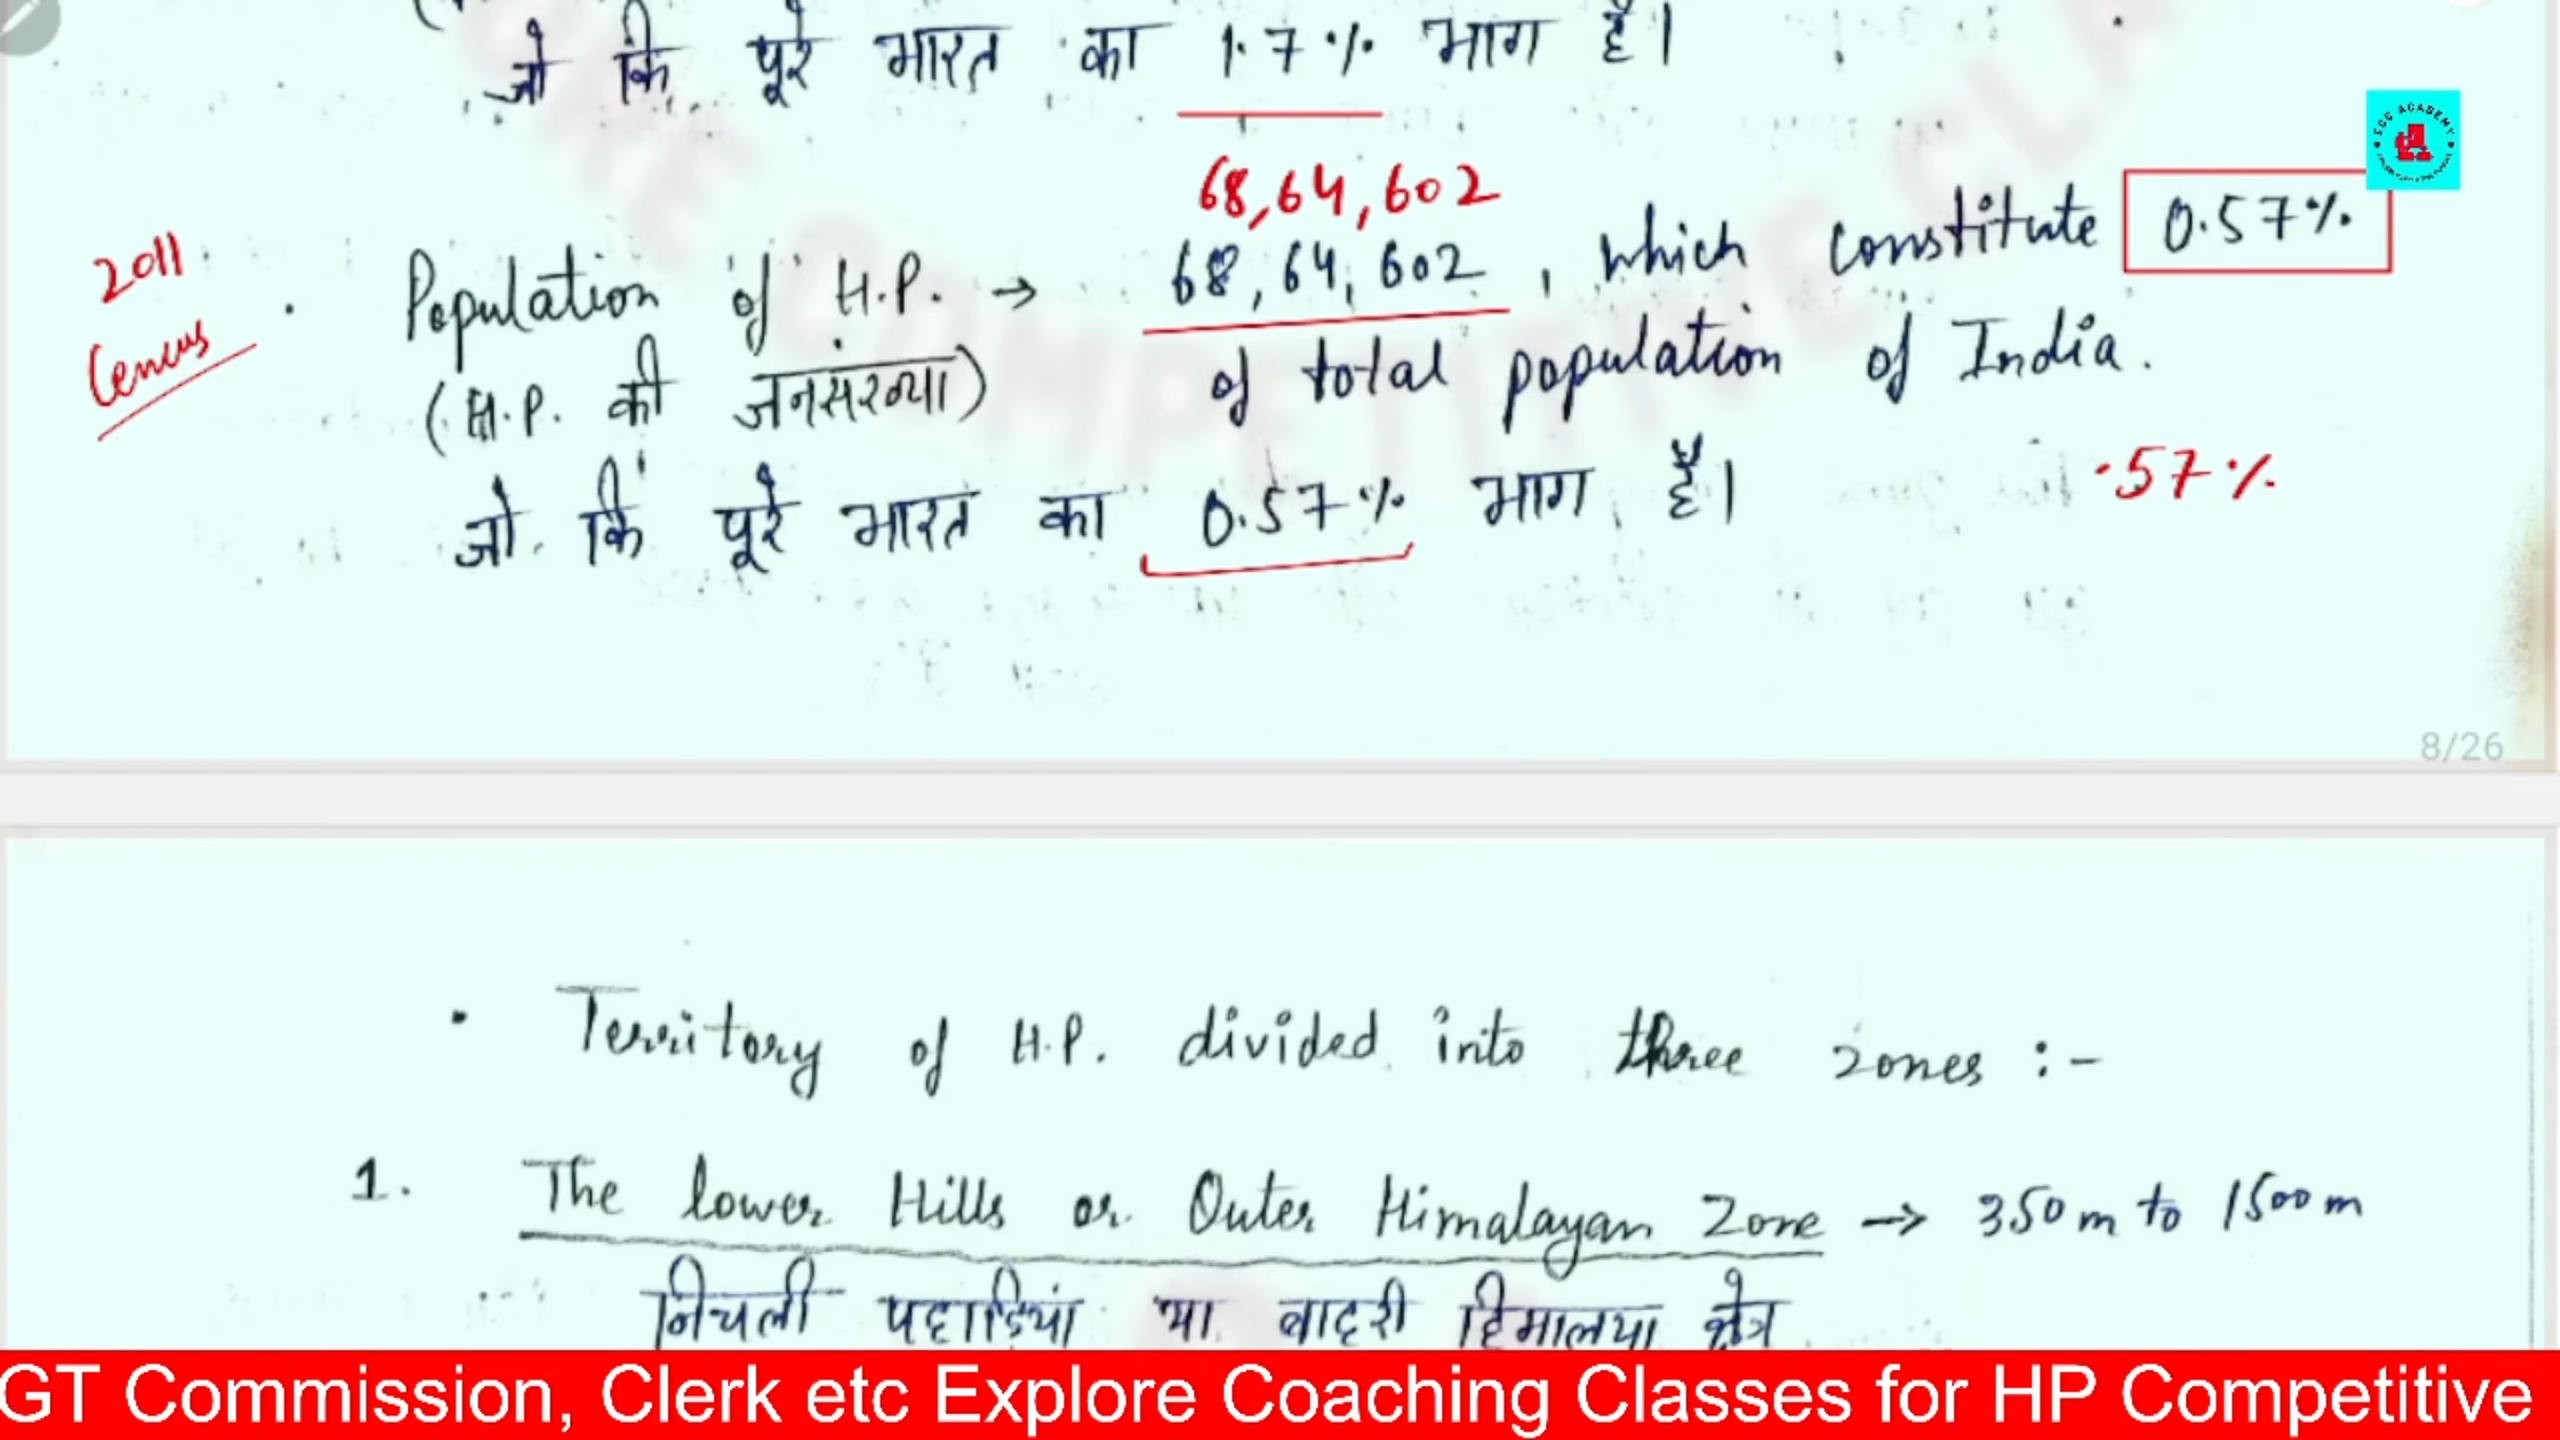 जो कि पूरे भारत का 1.7% भाग है।
68,64,602
2011 Cencus
· Population of H.P. → 68,64,602, which constitute 0.57%
(H.P. की जनसंख्या) of total population of India.
जो कि पूरे भारत का 0.57% भाग है।
.57%
8/26
· Territory of H.P. divided into three zones :-
1. The lower Hills or Outer Himalayan Zone → 350m to 1500m
निचली पहाडियां या बाहरी हिमालया क्षेत्र
GT Commission, Clerk etc Explore Coaching Classes for HP Competitive